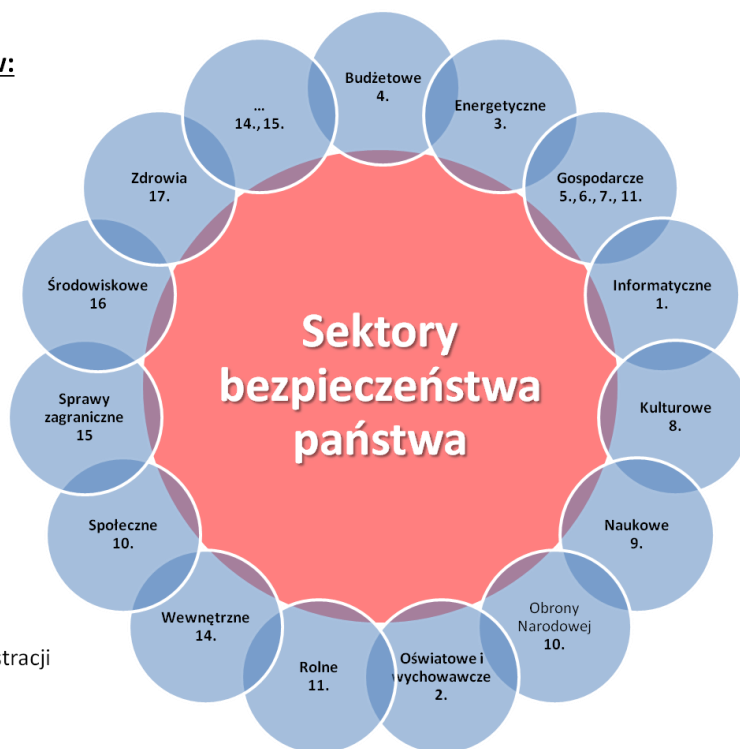 w:
Sektory
bezpieczeństwa
państwa
Budżetowe
4.
Energetyczne
3.
Gospodarcze
5., 6., 7., 11.
Informatyczne
1.
Kulturowe
8.
Naukowe
9.
Obrony
Narodowej
10.
Oświatowe i
wychowawcze
2.
Rolne
11.
Wewnętrzne
14.
Społeczne
10.
Sprawy
zagraniczne
15
Środowiskowe
16
Zdrowia
17.
...
14., 15.
stracji